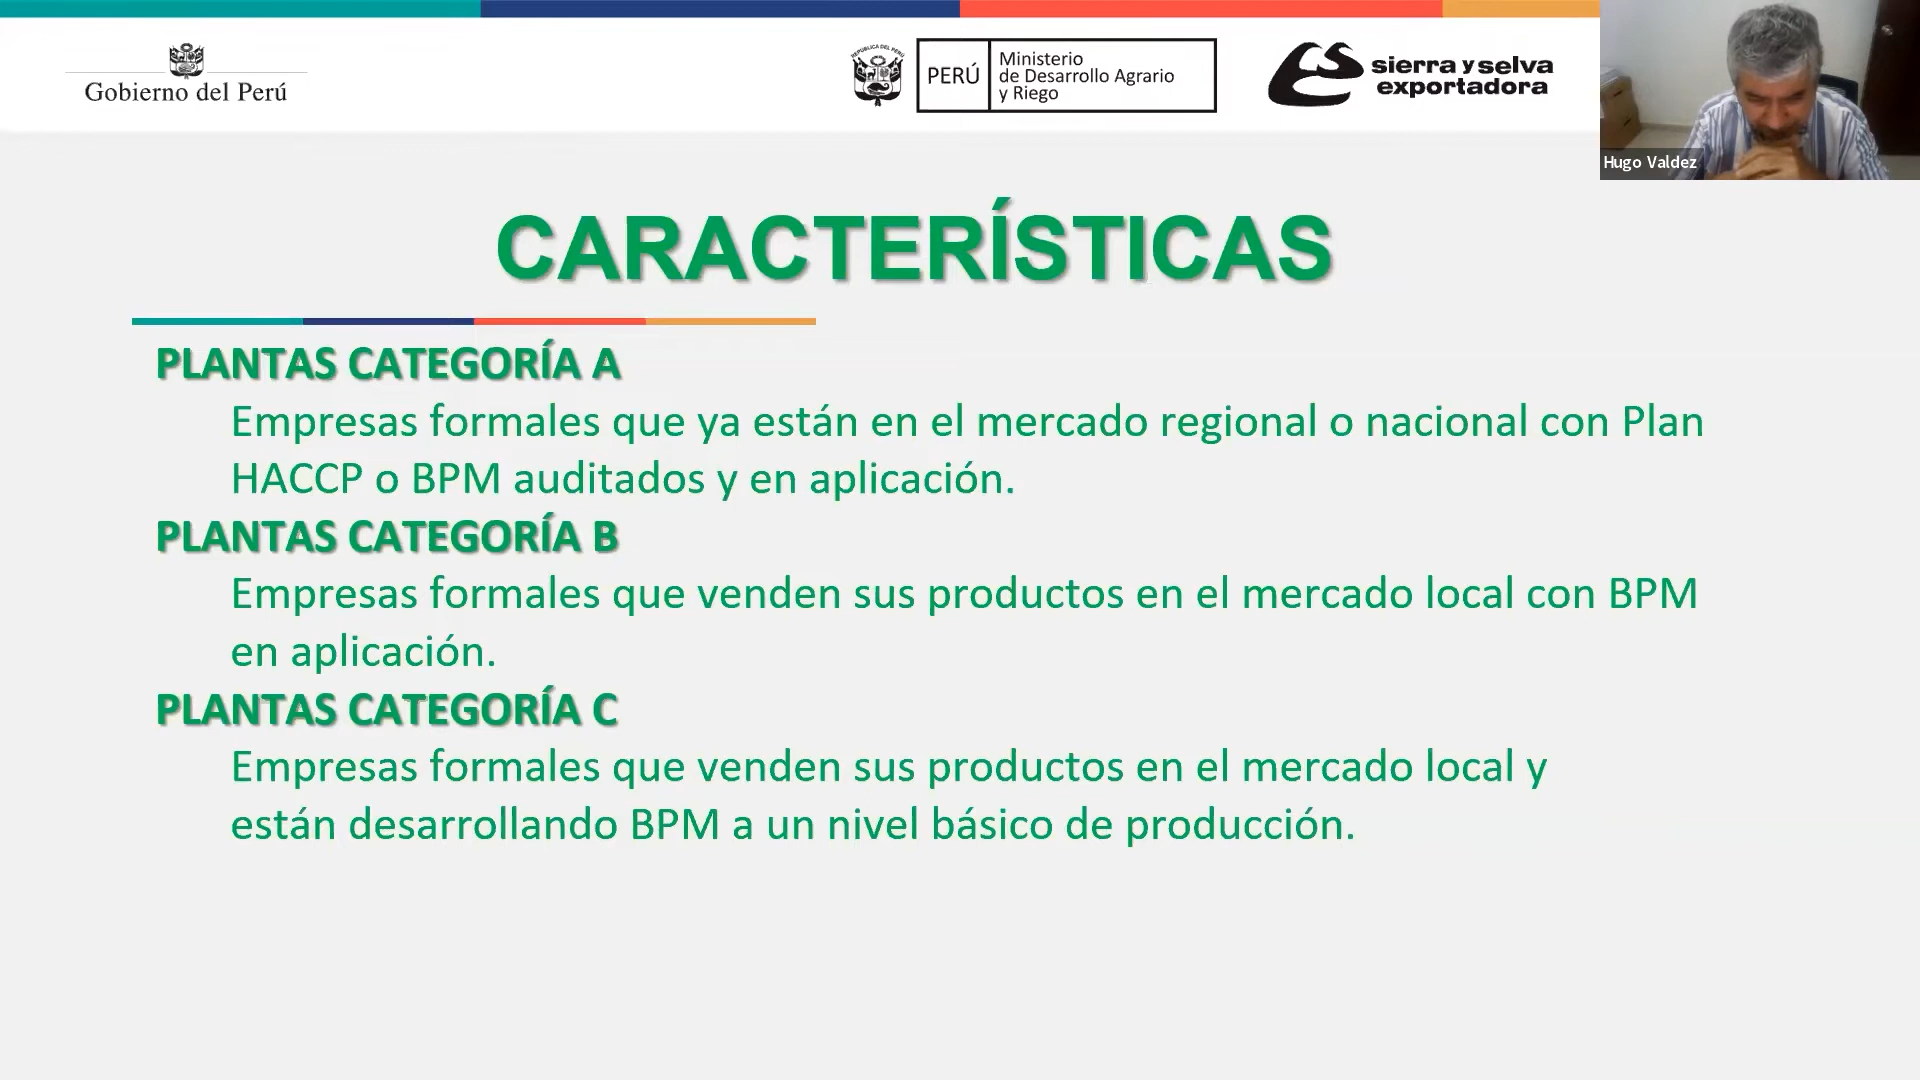 Gobierno del Perú
REPÚBLICA DEL PERÚ
PERÚ
Ministerio
de Desarrollo Agrario
y Riego
sierra y selva
exportadora
Hugo Valdez
CARACTERÍSTICAS
PLANTAS CATEGORÍA A
Empresas formales que ya están en el mercado regional o nacional con Plan
HACCP o BPM auditados y en aplicación.
PLANTAS CATEGORÍA B
Empresas formales que venden sus productos en el mercado local con BPM
en aplicación.
PLANTAS CATEGORÍA C
Empresas formales que venden sus productos en el mercado local y
están desarrollando BPM a un nivel básico de producción.